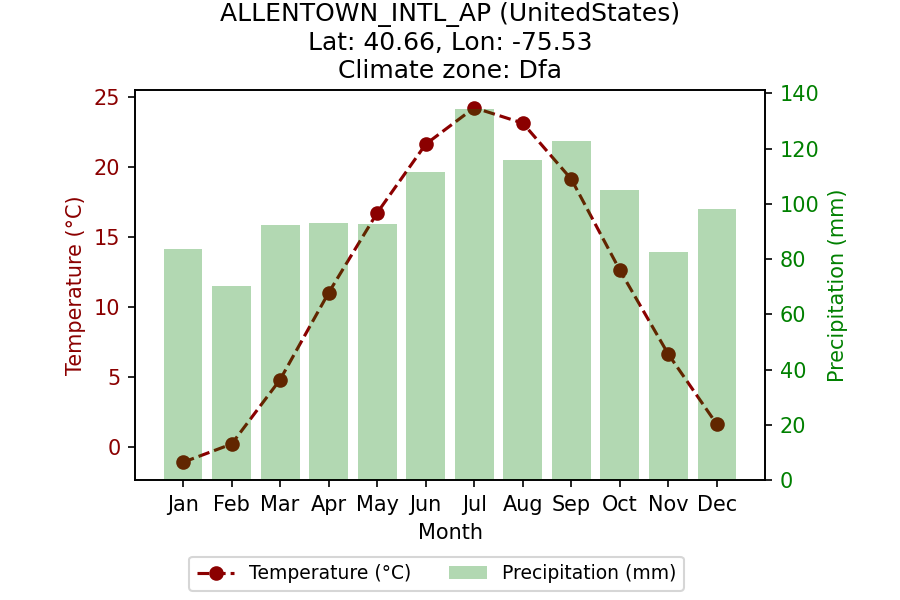 ALLENTOWN_INTL_AP (UnitedStates)
Lat: 40.66, Lon: -75.53
Climate zone: Dfa
25
20
15
10
5
0
Temperature (°C)
140
120
100
80
60
40
20
0
Precipitation (mm)
Jan Feb Mar Apr May Jun Jul Aug Sep Oct Nov Dec
Month
Temperature (°C) Precipitation (mm)